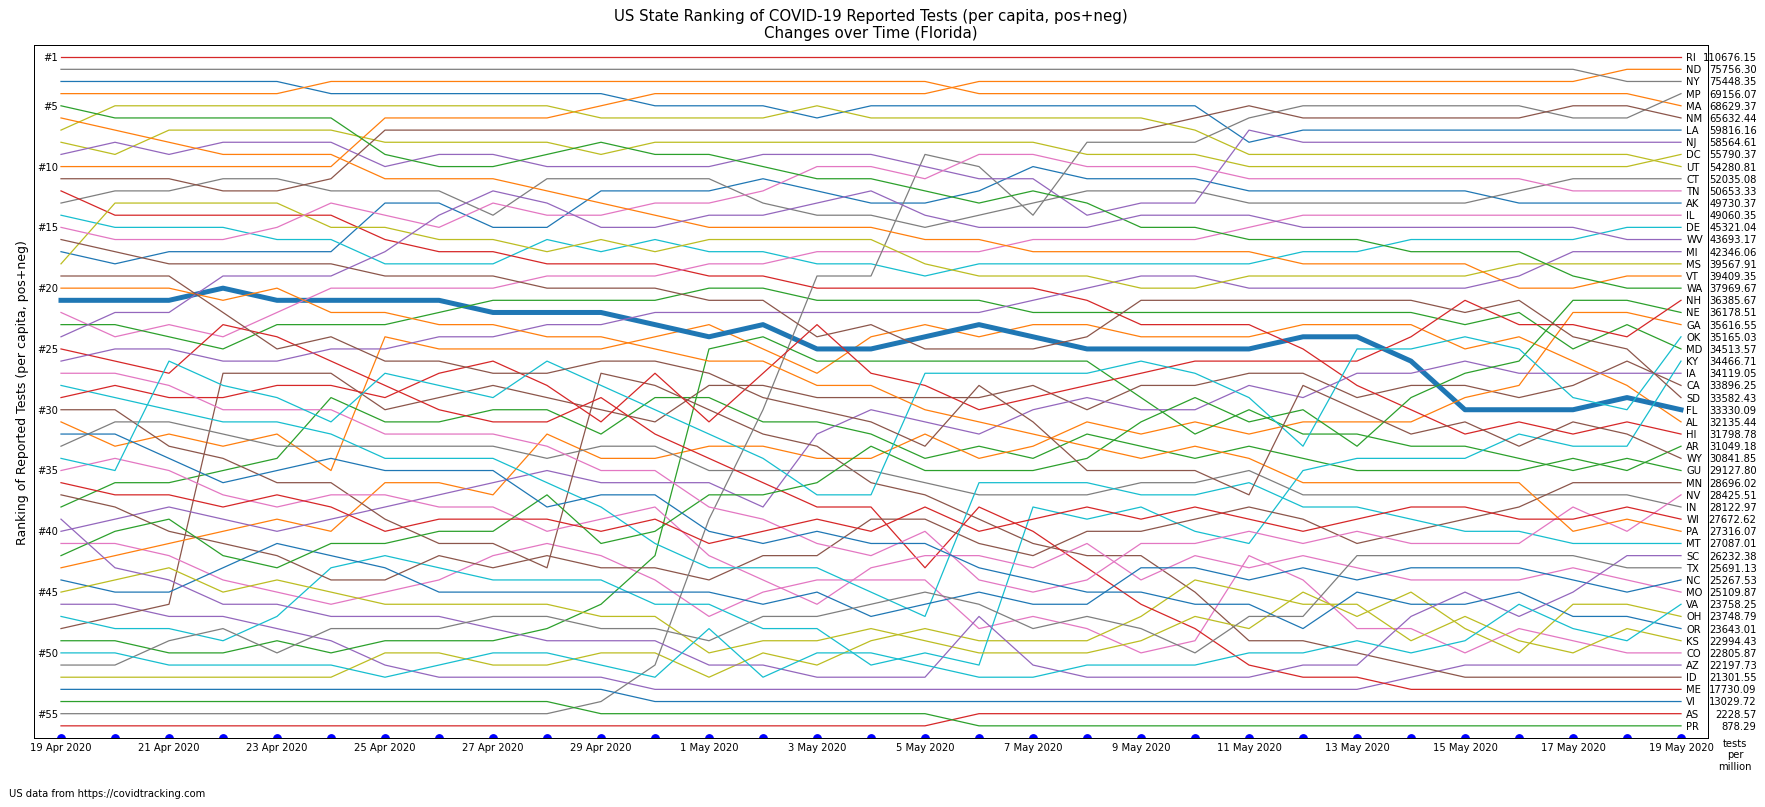 US State Ranking of COVID-19 Reported Tests (per capita, pos+neg)
Changes over Time (Florida)
Ranking of Reported Tests (per capita, pos+neg)
#1
#5
#10
#15
#20
#25
#30
#35
#40
#45
#50
#55
RI 110676.15
ND 75756.30
NY 75448.35
MP 69156.07
MA 68629.37
NM 65632.44
LA 59816.16
NJ 58564.61
DC 55790.37
UT 54280.81
CT 52035.08
TN 50653.33
AK 49730.37
IL 49060.35
DE 45321.04
WV 43693.17
MI 42346.06
MS 39567.91
VT 39409.35
WA 37969.67
NH 36385.67
NE 36178.51
GA 35616.55
OK 35165.03
MD 34513.57
KY 34466.71
IA 34119.05
CA 33896.25
SD 33582.43
FL 33330.09
AL 32135.44
HI 31798.78
AR 31049.18
WY 30841.85
GU 29127.80
MN 28696.02
NV 28425.51
IN 28122.97
WI 27672.62
PA 27316.07
MT 27087.01
SC 26232.38
TX 25691.13
NC 25267.53
MO 25109.87
VA 23758.25
OH 23748.79
OR 23643.01
KS 22994.43
CO 22805.87
AZ 22197.73
ID 21301.55
ME 17730.09
VI 13029.72
AS 2228.57
PR 878.29
19 Apr 2020 21 Apr 2020 23 Apr 2020 25 Apr 2020 27 Apr 2020 29 Apr 2020 1 May 2020 3 May 2020 5 May 2020 7 May 2020 9 May 2020 11 May 2020 13 May 2020 15 May 2020 17 May 2020 19 May 2020
tests
per
million
US data from https://covidtracking.com